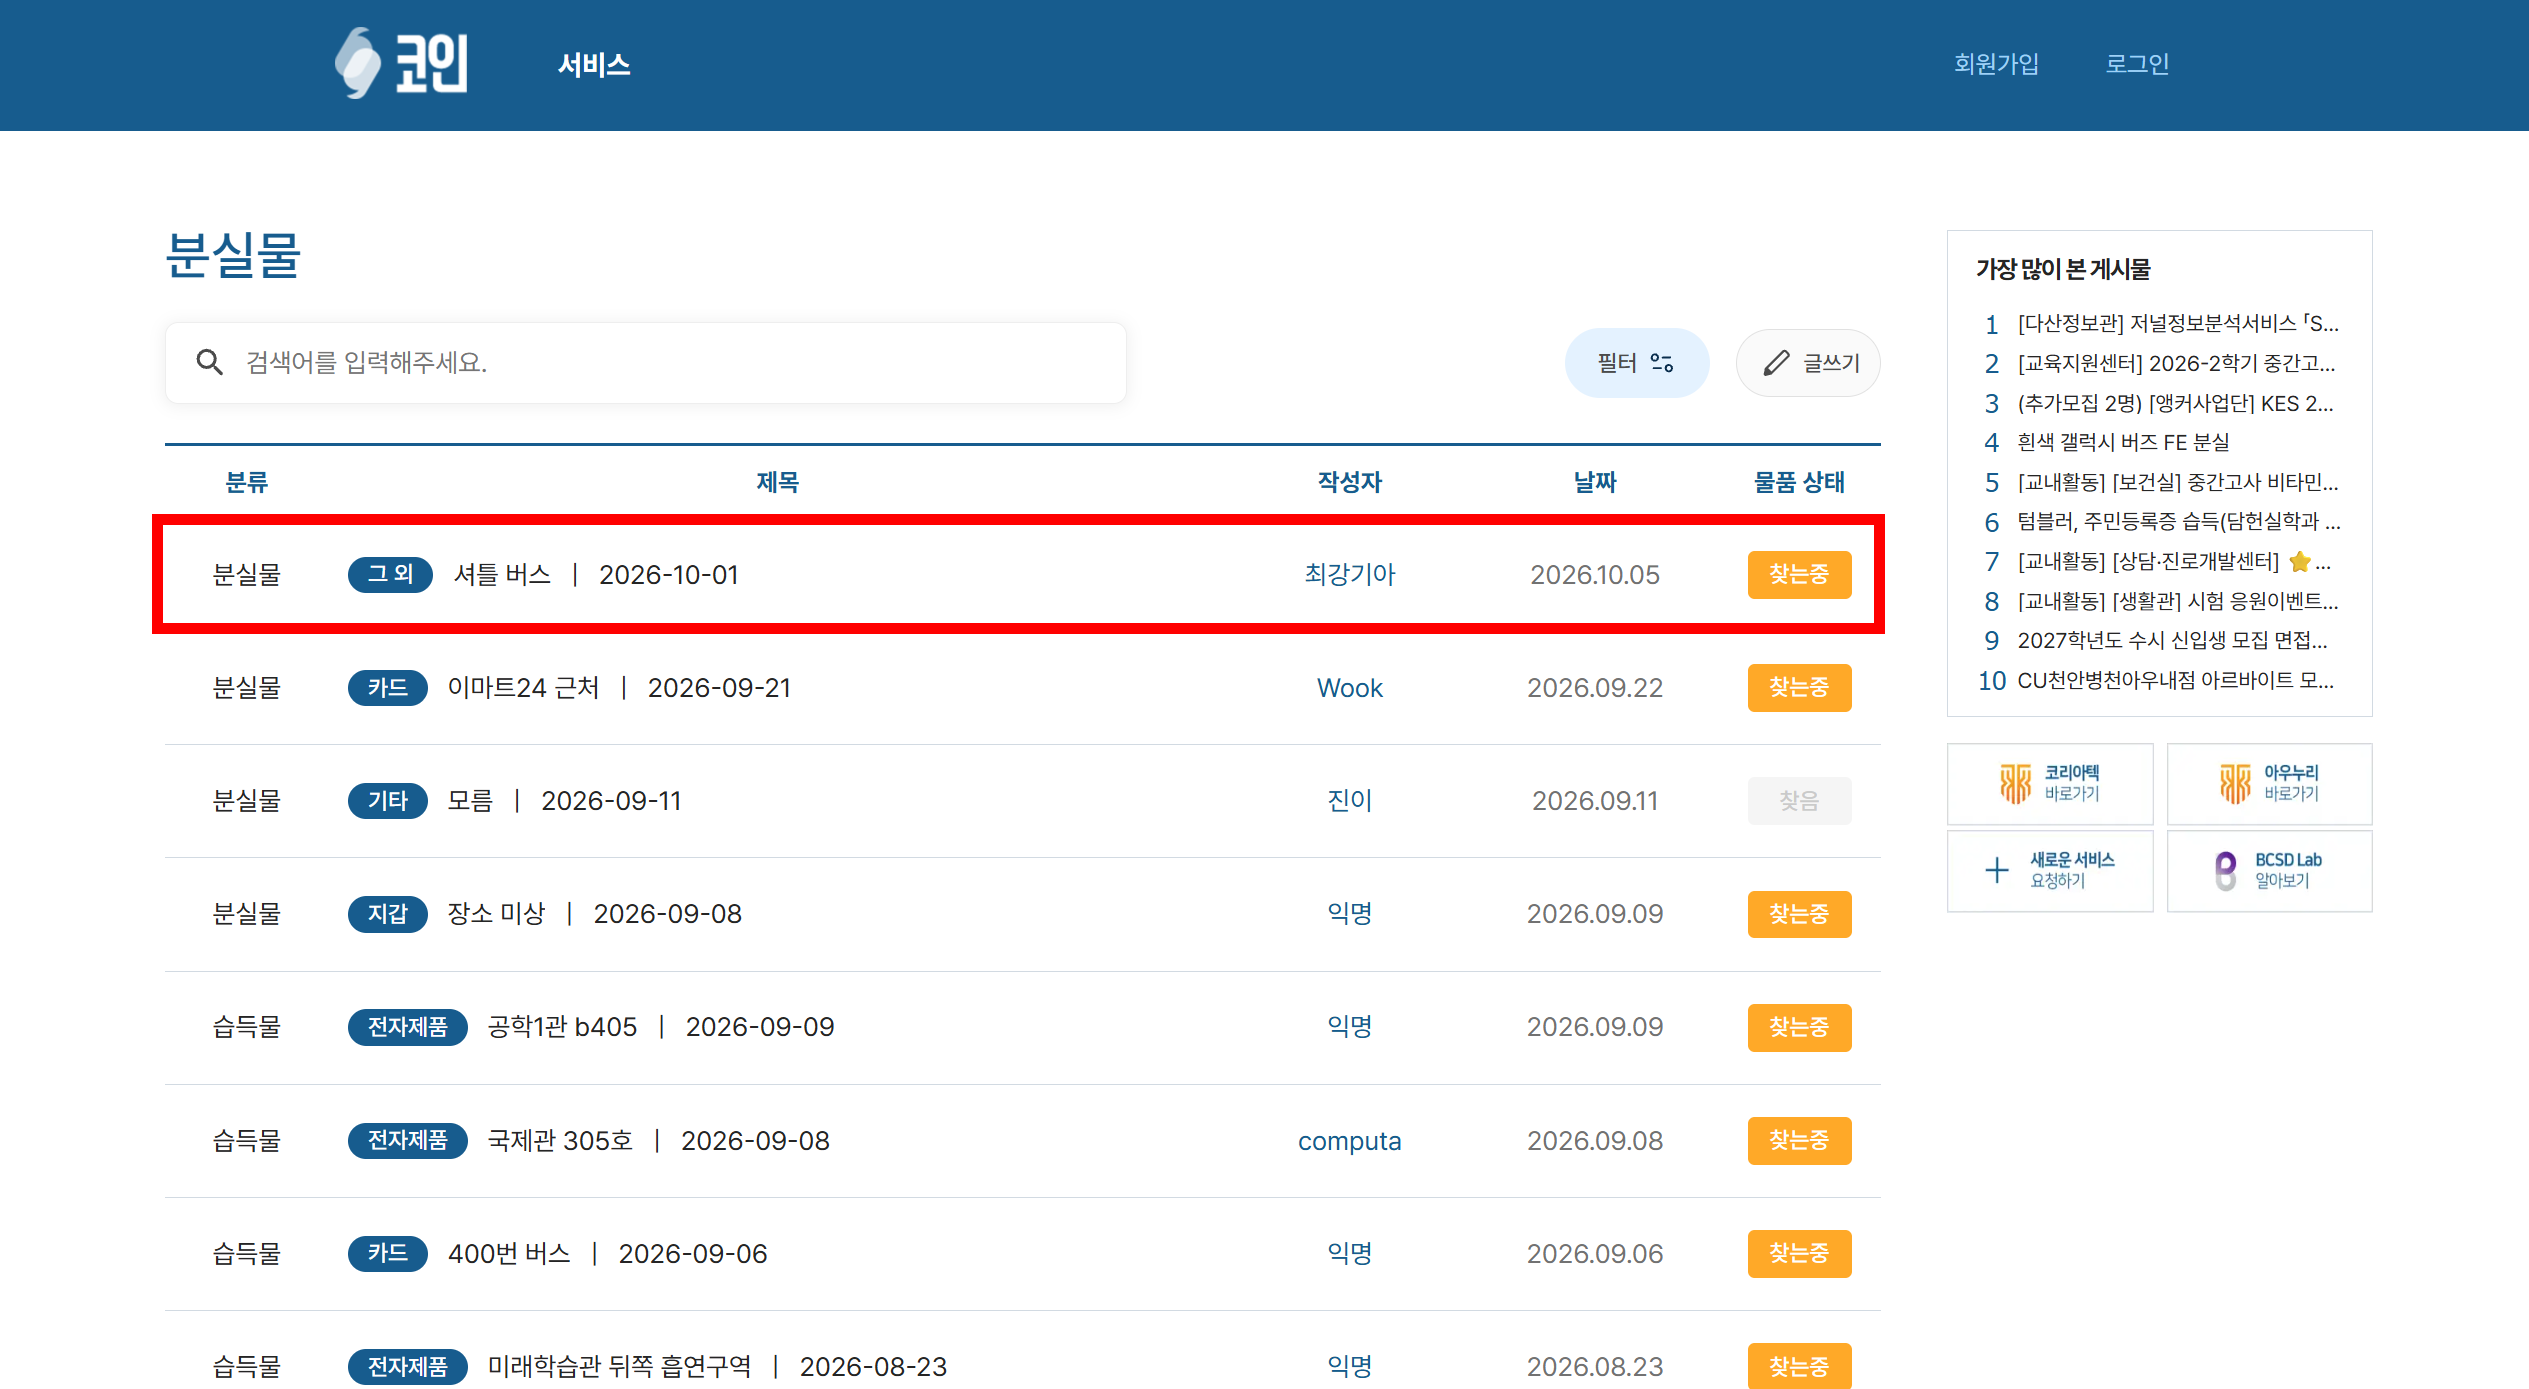 코인 서비스 회원가입 로그인
분실물
검색어를 입력해주세요. 필터 글쓰기
분류 제목 작성자 날짜 물품 상태
분실물 그 외 셔틀 버스 | 2026-10-01 최강기아 2026.10.05 찾는중
분실물 카드 이마트24 근처 | 2026-09-21 Wook 2026.09.22 찾는중
분실물 기타 모름 | 2026-09-11 진이 2026.09.11 찾음
분실물 지갑 장소 미상 | 2026-09-08 익명 2026.09.09 찾는중
습득물 전자제품 공학1관 b405 | 2026-09-09 익명 2026.09.09 찾는중
습득물 전자제품 국제관 305호 | 2026-09-08 computa 2026.09.08 찾는중
습득물 카드 400번 버스 | 2026-09-06 익명 2026.09.06 찾는중
습득물 전자제품 미래학습관 뒤쪽 흡연구역 | 2026-08-23 익명 2026.08.23 찾는중
가장 많이 본 게시물
1 [다산정보관] 저널정보분석서비스 「S...
2 [교육지원센터] 2026-2학기 중간고...
3 (추가모집 2명) [앵커사업단] KES 2...
4 흰색 갤럭시 버즈 FE 분실
5 [교내활동] [보건실] 중간고사 비타민...
6 텀블러, 주민등록증 습득(담헌실학과 ...
7 [교내활동] [상담·진로개발센터] ⭐...
8 [교내활동] [생활관] 시험 응원이벤트...
9 2027학년도 수시 신입생 모집 면접...
10 CU천안병천아우내점 아르바이트 모...
코리아텍
바로가기
아우누리
바로가기
새로운 서비스
요청하기
BCSD Lab
알아보기